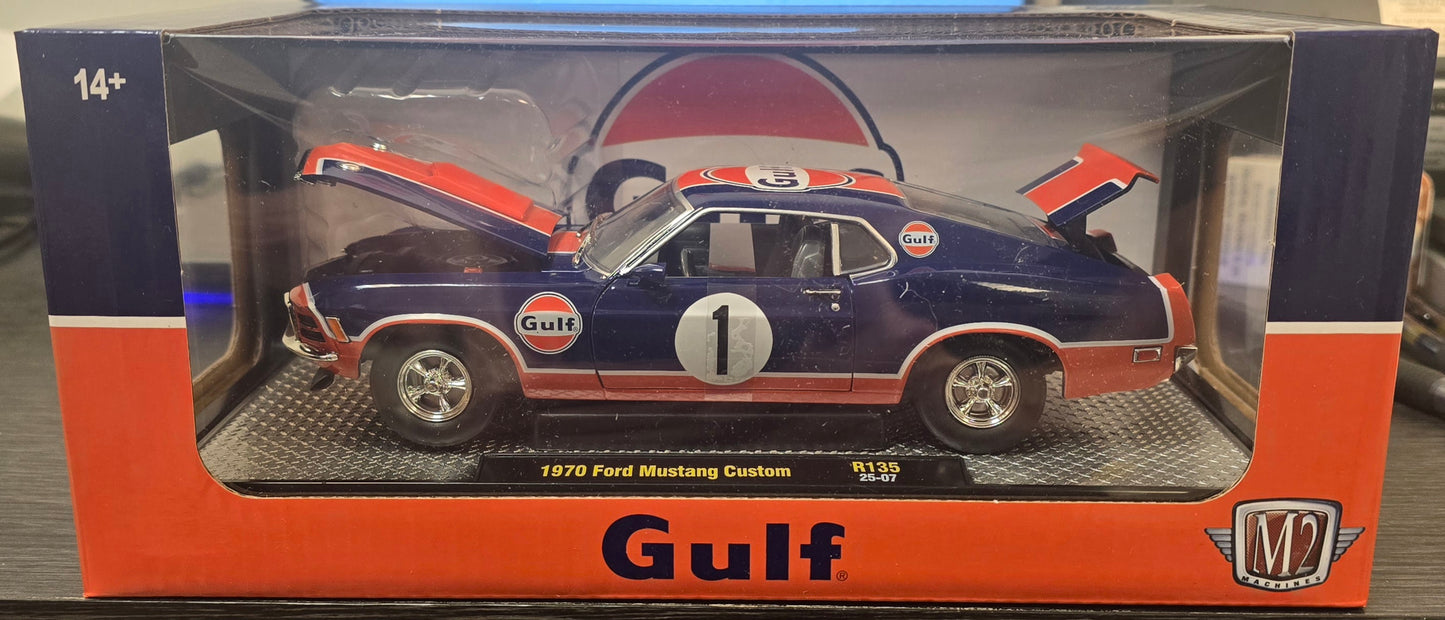 14+
Gulf
Gulf
Gulf
1
1970 Ford Mustang Custom R135
25-07
Gulf®
M2
MACHINES